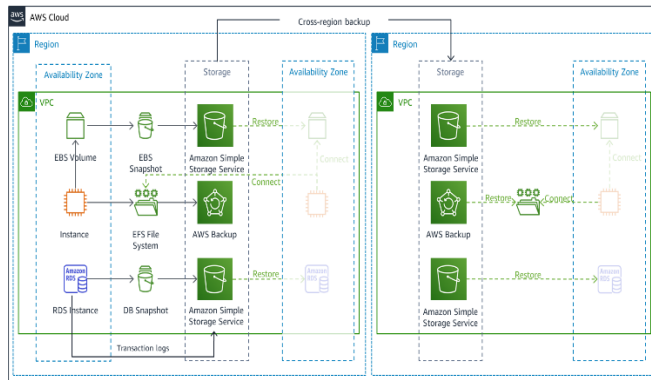 aws
AWS Cloud
Cross-region backup
Region
Region
Availability Zone
Storage
Availability Zone
Storage
Availability Zone
VPC
VPC
Restore
Restore
EBS Volume
EBS
Snapshot
Amazon Simple
Storage Service
Connect
Amazon Simple
Storage Service
Connect
Connect
Restore
Connect
Instance
EFS File
System
AWS Backup
AWS Backup
Amazon
RDS
Restore
Amazon
RDS
Restore
Amazon
RDS
RDS Instance
DB Snapshot
Amazon Simple
Storage Service
Amazon Simple
Storage Service
Transaction logs